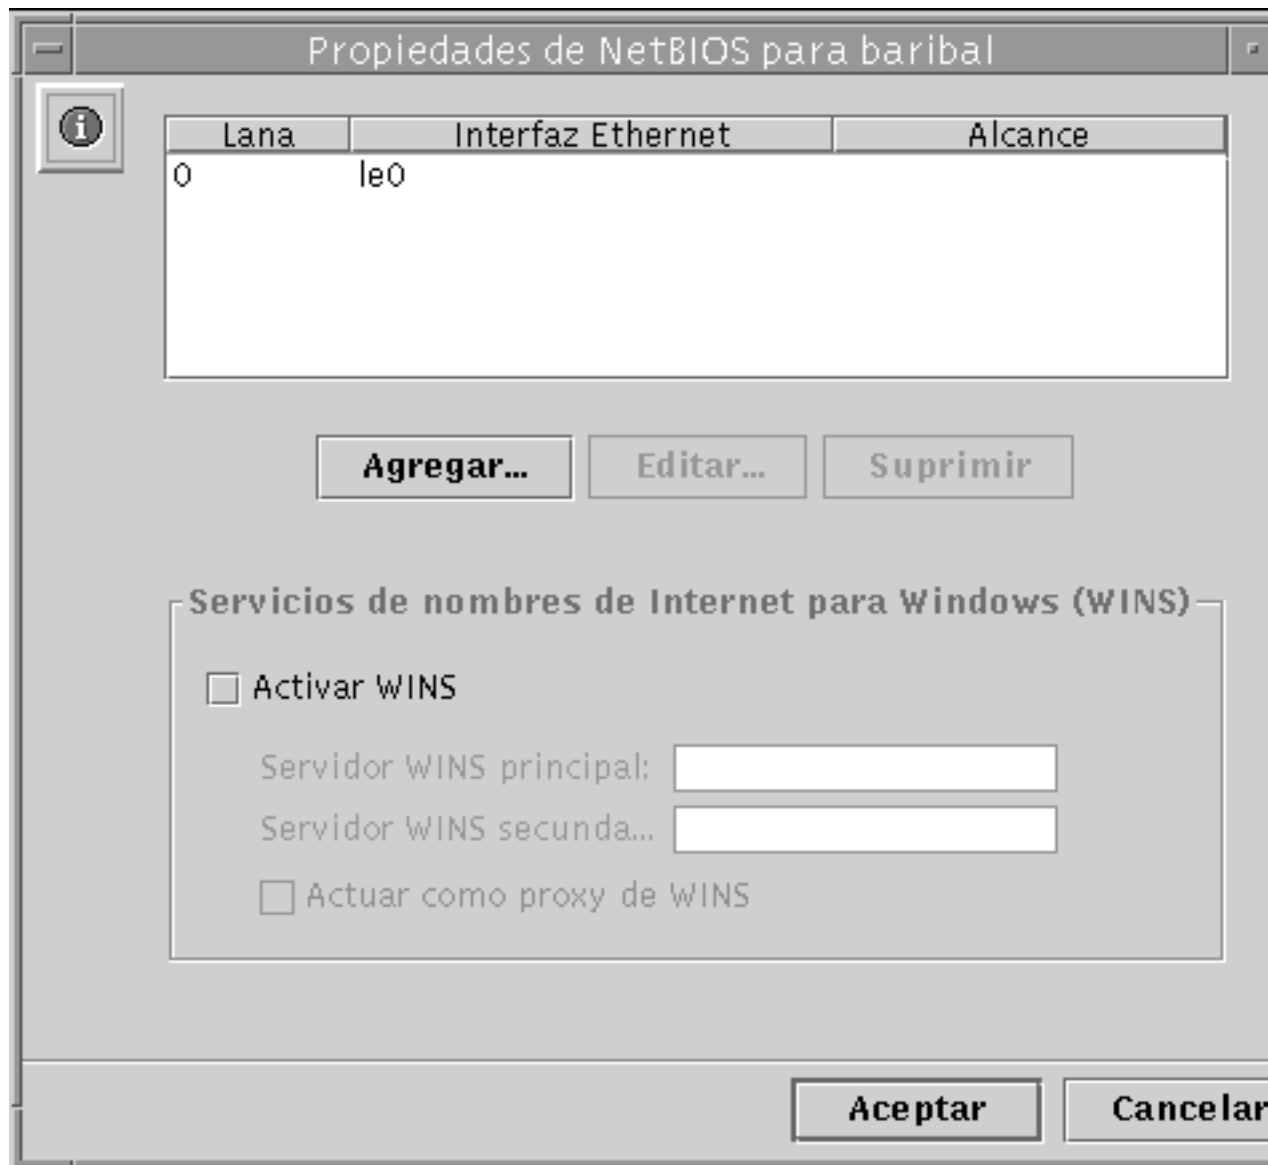 Propiedades de NetBIOS para baribal
Lana Interfaz Ethernet Alcance
0 le0
Agregar... Editar... Suprimir
Servicios de nombres de Internet para Windows (WINS)
Activar WINS
Servidor WINS principal:
Servidor WINS secunda...
Actuar como proxy de WINS
Aceptar Cancelar